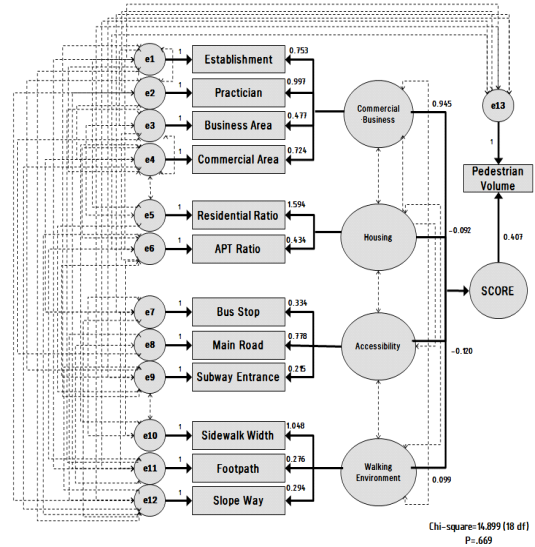 e1
1
Establishment
0.753
e2
1
Practician
0.997
e3
1
Business Area
0.477
e4
1
Commercial Area
0.724
e5
1
Residential Ratio
1.594
e6
1
APT Ratio
0.434
e7
1
Bus Stop
0.334
e8
1
Main Road
0.778
e9
1
Subway Entrance
0.215
e10
1
Sidewalk Width
1.048
e11
1
Footpath
0.276
e12
1
Slope Way
0.294
Commercial
·Business
0.945
Housing
-0.092
Accessibility
-0.120
Walking
Environment
0.099
e13
1
Pedestrian
Volume
0.407
SCORE
Chi-square=14.899 (18 df)
P=.669